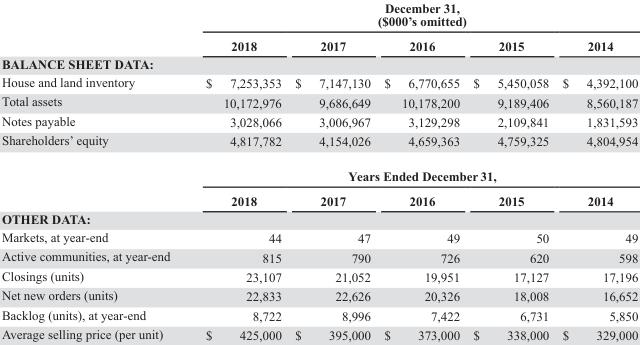 December 31,
($000's omitted)
2018 2017 2016 2015 2014
BALANCE SHEET DATA:
House and land inventory $ 7,253,353 $ 7,147,130 $ 6,770,655 $ 5,450,058 $ 4,392,100
Total assets 10,172,976 9,686,649 10,178,200 9,189,406 8,560,187
Notes payable 3,028,066 3,006,967 3,129,298 2,109,841 1,831,593
Shareholders' equity 4,817,782 4,154,026 4,659,363 4,759,325 4,804,954
Years Ended December 31,
2018 2017 2016 2015 2014
OTHER DATA:
Markets, at year-end 44 47 49 50 49
Active communities, at year-end 815 790 726 620 598
Closings (units) 23,107 21,052 19,951 17,127 17,196
Net new orders (units) 22,833 22,626 20,326 18,008 16,652
Backlog (units), at year-end 8,722 8,996 7,422 6,731 5,850
Average selling price (per unit) $ 425,000 $ 395,000 $ 373,000 $ 338,000 $ 329,000